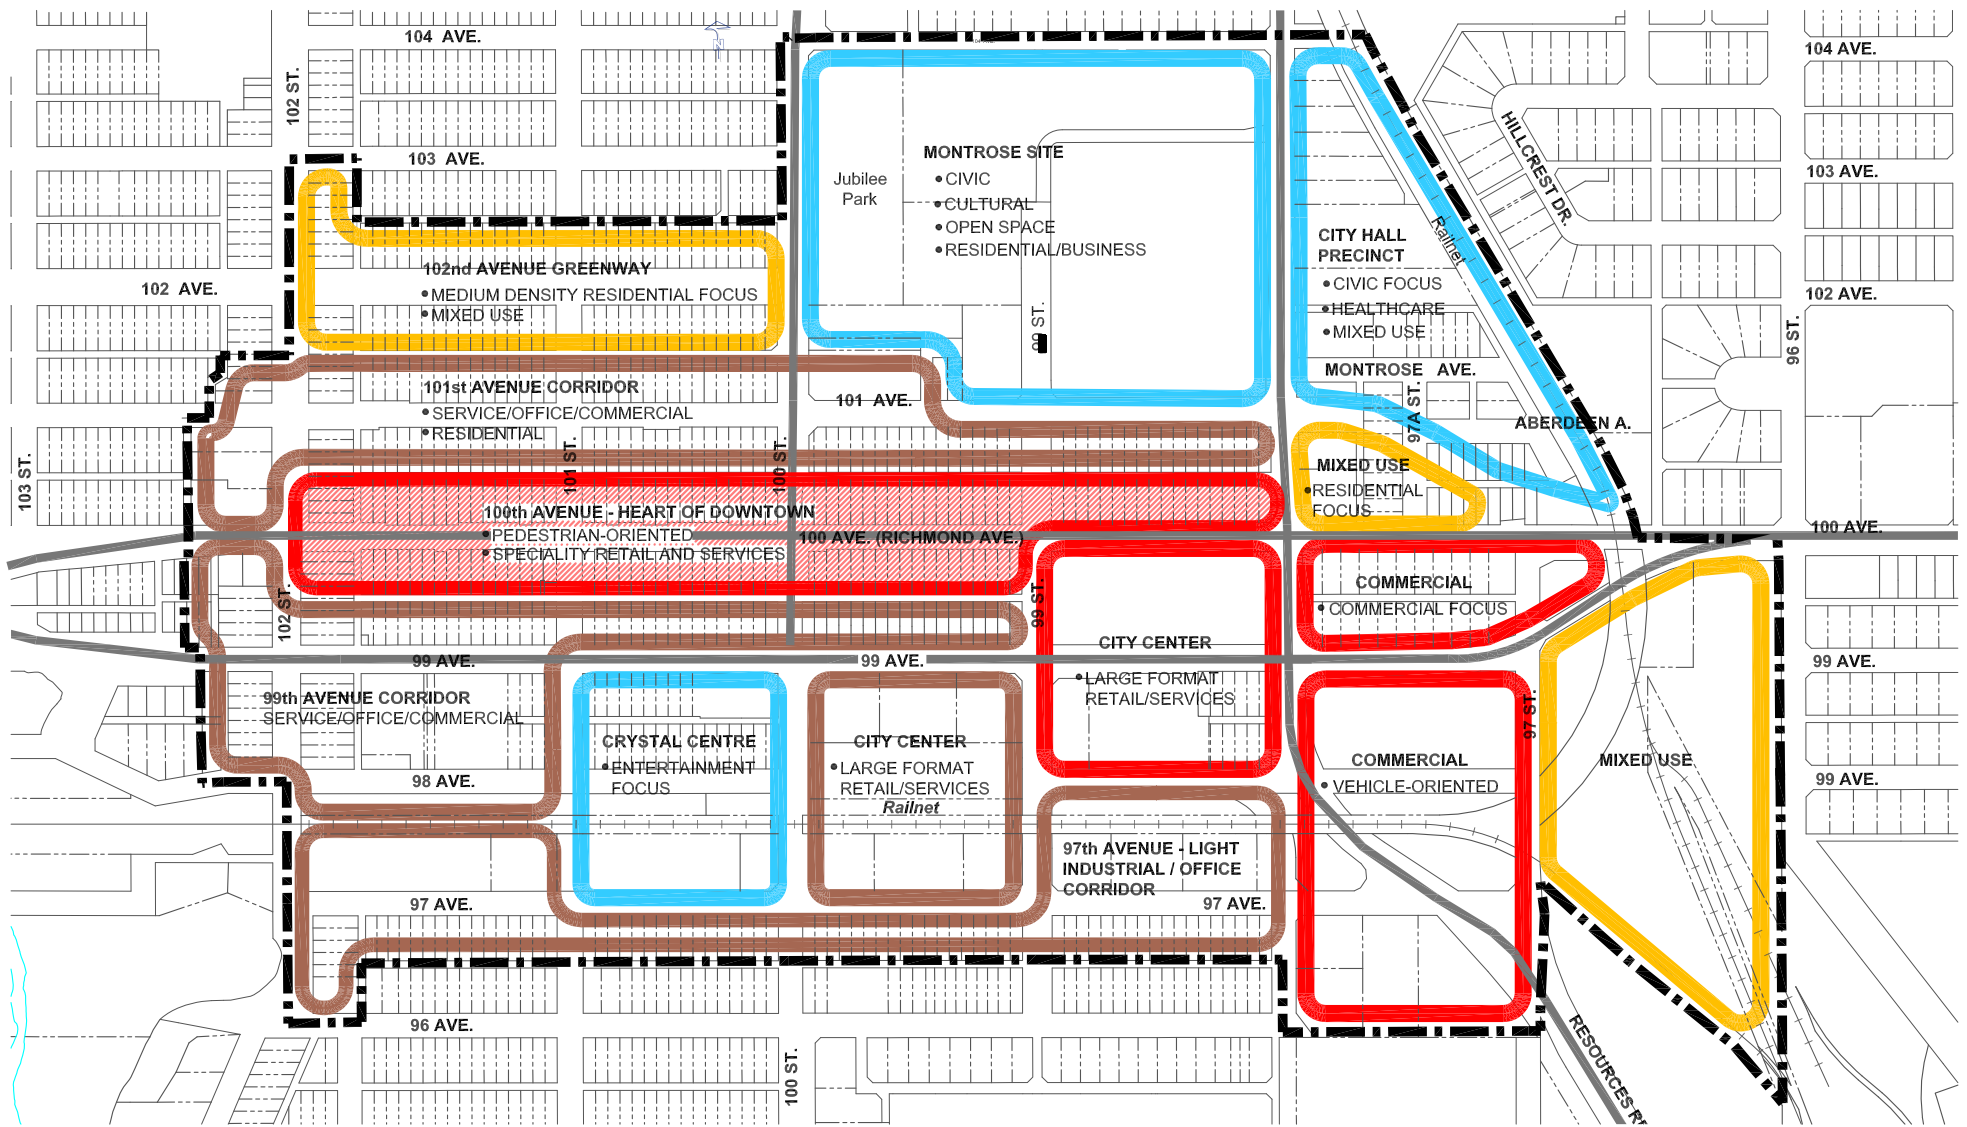 104 AVE.
104 AVE.
102 ST.
103 AVE.
MONTROSE SITE
• CIVIC
• CULTURAL
• OPEN SPACE
• RESIDENTIAL/BUSINESS
Jubilee
Park
HILLCREST DR.
103 AVE.
Railnet
CITY HALL
PRECINCT
• CIVIC FOCUS
• HEALTHCARE
• MIXED USE
102nd AVENUE GREENWAY
• MEDIUM DENSITY RESIDENTIAL FOCUS
• MIXED USE
102 AVE.
102 AVE.
99 ST.
96 ST.
MONTROSE AVE.
97A ST.
ABERDEEN A.
101st AVENUE CORRIDOR
• SERVICE/OFFICE/COMMERCIAL
• RESIDENTIAL
101 AVE.
103 ST.
101 ST.
100 ST.
MIXED USE
• RESIDENTIAL
FOCUS
100th AVENUE - HEART OF DOWNTOWN
• PEDESTRIAN-ORIENTED
• SPECIALITY RETAIL AND SERVICES
100 AVE. (RICHMOND AVE.)
100 AVE.
102 ST.
99 ST.
COMMERCIAL
• COMMERCIAL FOCUS
CITY CENTER
• LARGE FORMAT
RETAIL/SERVICES
99 AVE.
99 AVE.
99 AVE.
99th AVENUE CORRIDOR
SERVICE/OFFICE/COMMERCIAL
97 ST.
CRYSTAL CENTRE
• ENTERTAINMENT
FOCUS
CITY CENTER
• LARGE FORMAT
RETAIL/SERVICES
Railnet
COMMERCIAL
• VEHICLE-ORIENTED
MIXED USE
98 AVE.
99 AVE.
97th AVENUE - LIGHT
INDUSTRIAL / OFFICE
CORRIDOR
97 AVE.
97 AVE.
96 AVE.
100 ST.
RESOURCES